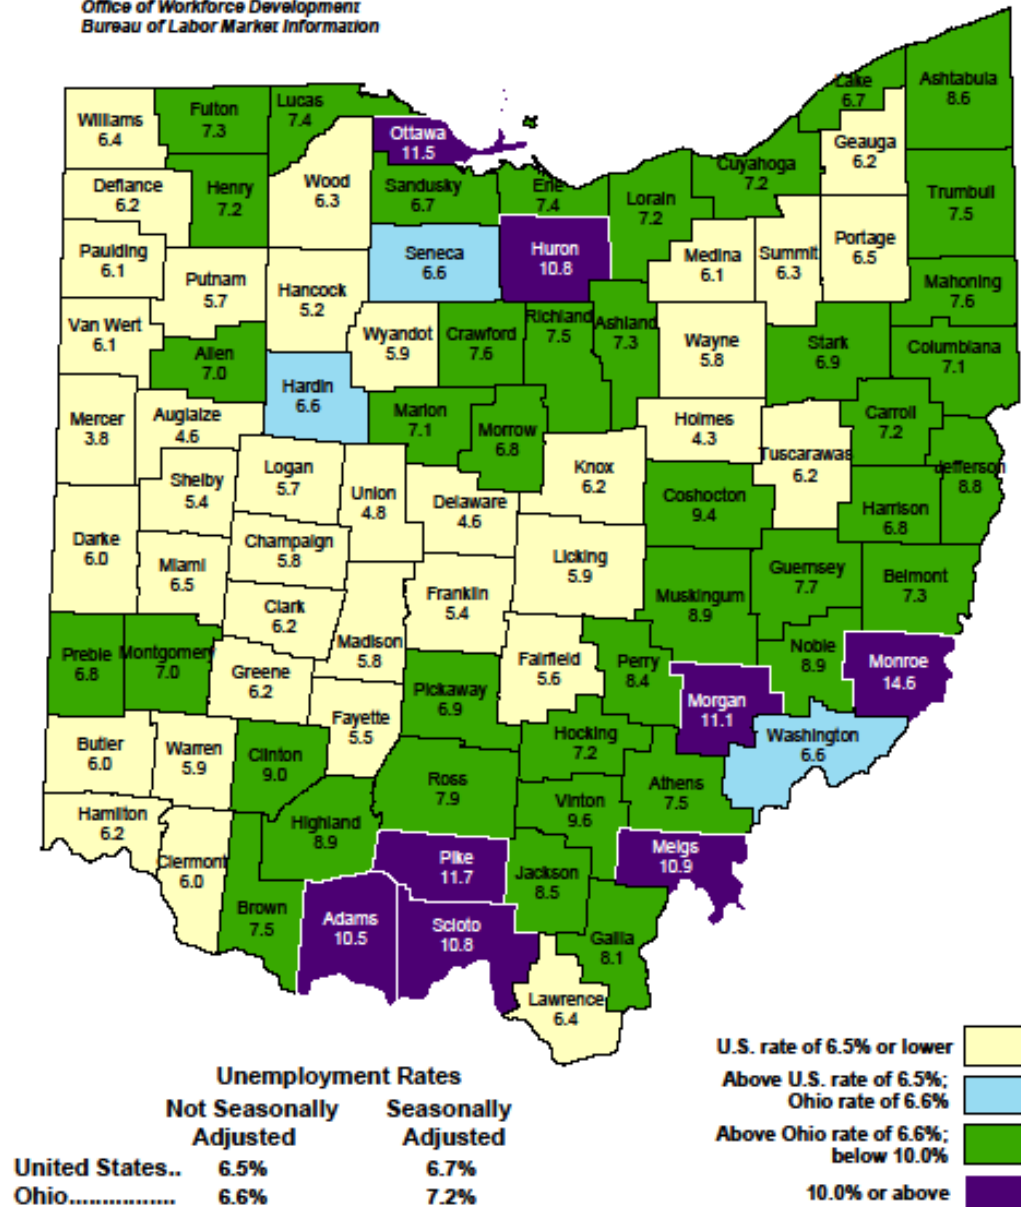 Office of Workforce Development
Bureau of Labor Market Information
Lake
6.7
Ashtabula
8.6
Williams
6.4
Fulton
7.3
Lucas
7.4
Ottawa
11.5
Geauga
6.2
Defiance
6.2
Henry
7.2
Wood
6.3
Sandusky
6.7
Erie
7.4
Lorain
7.2
Cuyahoga
7.2
Trumbull
7.5
Paulding
6.1
Putnam
5.7
Hancock
5.2
Seneca
6.6
Huron
10.8
Medina
6.1
Summit
6.3
Portage
6.5
Mahoning
7.6
Van Wert
6.1
Allen
7.0
Wyandot
5.9
Crawford
7.6
Richland
7.5
Ashland
7.3
Wayne
5.8
Stark
6.9
Columbiana
7.1
Hardin
6.6
Mercer
3.8
Auglaize
4.6
Marion
7.1
Morrow
6.8
Holmes
4.3
Carroll
7.2
Tuscarawas
6.2
Jefferson
8.8
Shelby
5.4
Logan
5.7
Union
4.8
Delaware
4.6
Knox
6.2
Coshocton
9.4
Harrison
6.8
Darke
6.0
Miami
6.5
Champaign
5.8
Licking
5.9
Guernsey
7.7
Belmont
7.3
Clark
6.2
Franklin
5.4
Muskingum
8.9
Preble
6.8
Montgomery
7.0
Greene
6.2
Madison
5.8
Fairfield
5.6
Perry
8.4
Noble
8.9
Monroe
14.6
Pickaway
6.9
Morgan
11.1
Fayette
5.5
Butler
6.0
Warren
5.9
Clinton
9.0
Hocking
7.2
Washington
6.6
Ross
7.9
Athens
7.5
Vinton
9.6
Hamilton
6.2
Highland
8.9
Clermont
6.0
Pike
11.7
Jackson
8.5
Meigs
10.9
Brown
7.5
Adams
10.5
Scioto
10.8
Gallia
8.1
Lawrence
6.4
U.S. rate of 6.5% or lower
Above U.S. rate of 6.5%;
Ohio rate of 6.6%
Above Ohio rate of 6.6%;
below 10.0%
10.0% or above
Unemployment Rates
Not Seasonally Seasonally
Adjusted Adjusted
United States.. 6.5% 6.7%
Ohio................ 6.6% 7.2%